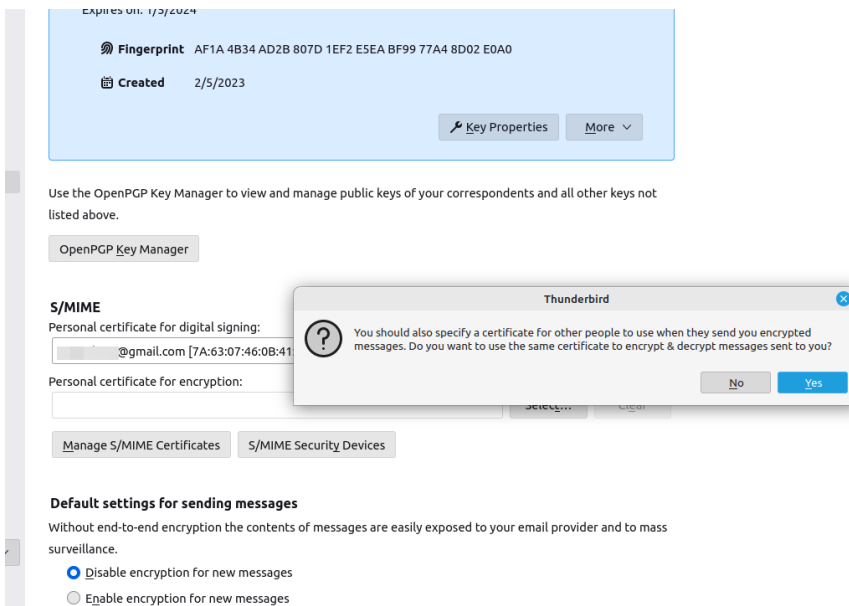 Expires on: 1/5/2024
Fingerprint AF1A 4B34 AD2B 807D 1EF2 E5EA BF99 77A4 8D02 E0A0
Created 2/5/2023
Key Properties More
Use the OpenPGP Key Manager to view and manage public keys of your correspondents and all other keys not
listed above.
OpenPGP Key Manager
S/MIME
Personal certificate for digital signing:
@gmail.com [7A:63:07:46:0B:41
Thunderbird
You should also specify a certificate for other people to use when they send you encrypted
messages. Do you want to use the same certificate to encrypt & decrypt messages sent to you?
No Yes
Personal certificate for encryption:
Select... Clear
Manage S/MIME Certificates S/MIME Security Devices
Default settings for sending messages
Without end-to-end encryption the contents of messages are easily exposed to your email provider and to mass
surveillance.
Disable encryption for new messages
Enable encryption for new messages